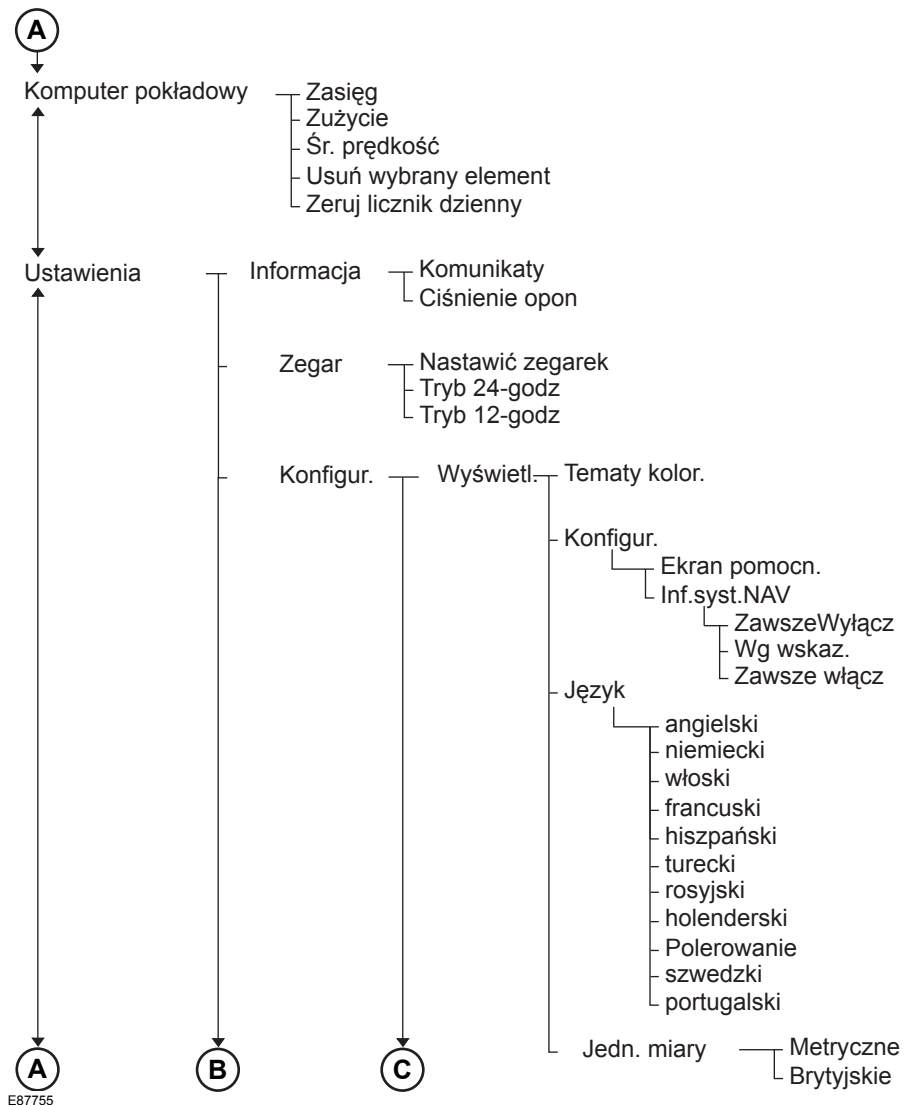 A
Komputer pokładowy
Zasięg
Zużycie
Śr. prędkość
Usuń wybrany element
Zeruj licznik dzienny
Ustawienia
Informacja
Komunikaty
Ciśnienie opon
Zegar
Nastawić zegarek
Tryb 24-godz
Tryb 12-godz
Konfigur.
Wyświetl.
Tematy kolor.
Konfigur.
Ekran pomocn.
Inf.syst.NAV
ZawszeWyłącz
Wg wskaz.
Zawsze włącz
Język
angielski
niemiecki
włoski
francuski
hiszpański
turecki
rosyjski
holenderski
Polerowanie
szwedzki
portugalski
Jedn. miary
Metryczne
Brytyjskie
A
B
C
E87755